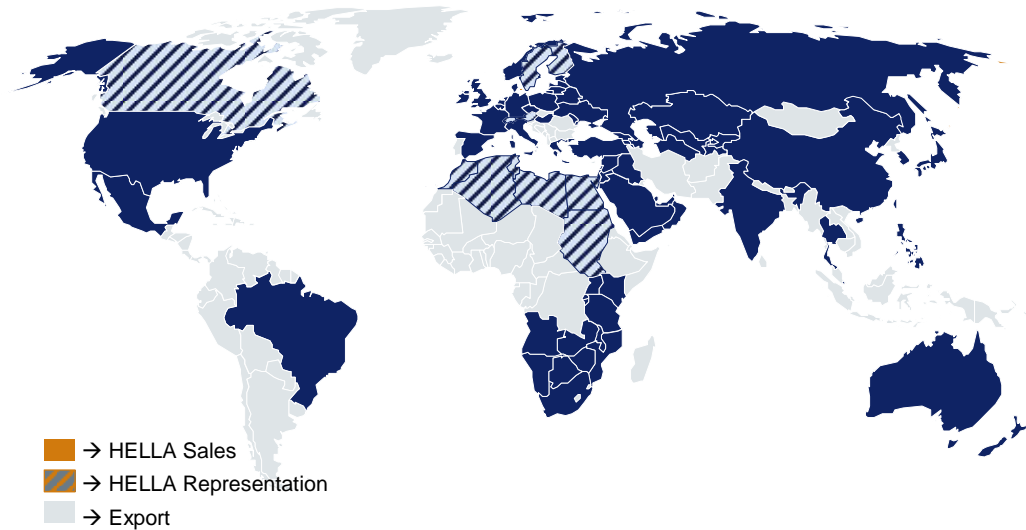 → HELLA Sales
→ HELLA Representation
→ Export